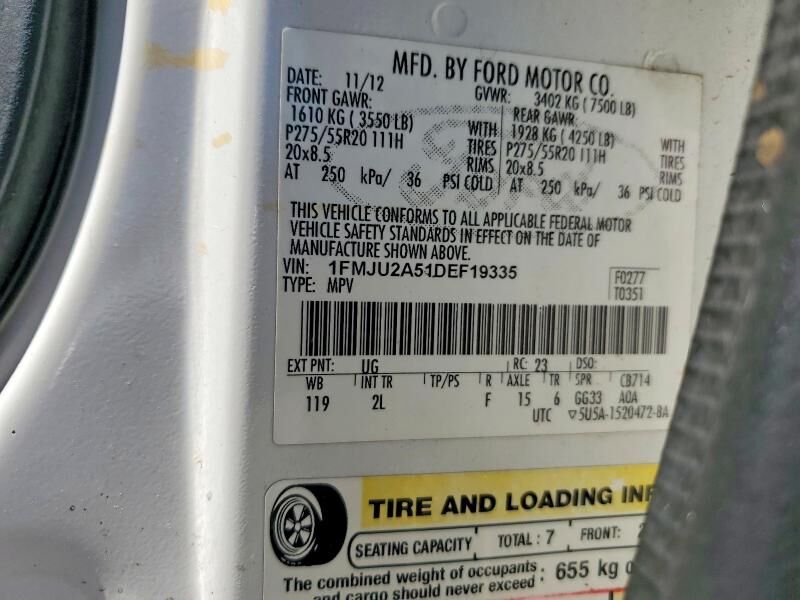 MFD. BY FORD MOTOR CO.
DATE: 11/12 GVWR: 3402 KG ( 7500 LB)
FRONT GAWR: REAR GAWR:
1610 KG ( 3550 LB) WITH 1928 KG ( 4250 LB) WITH
P275/55R20 111H TIRES P275/55R20 111H TIRES
20x8.5 RIMS 20x8.5 RIMS
AT 250 kPa/ 36 PSI COLD AT 250 kPa/ 36 PSI COLD
THIS VEHICLE CONFORMS TO ALL APPLICABLE FEDERAL MOTOR
VEHICLE SAFETY STANDARDS IN EFFECT ON THE DATE OF
MANUFACTURE SHOWN ABOVE.
VIN: 1FMJU2A51DEF19335 F0277
TYPE: MPV T0351
EXT PNT: UG RC: 23 DSO:
WB INT TR TP/PS R AXLE TR SPR CB714
119 2L F 15 6 GG33 AOA
UTC ▽5U5A-1520472-BA
TIRE AND LOADING
SEATING CAPACITY TOTAL : 7 FRONT:
The combined weight of occupants : 655 kg
and cargo should never exceed